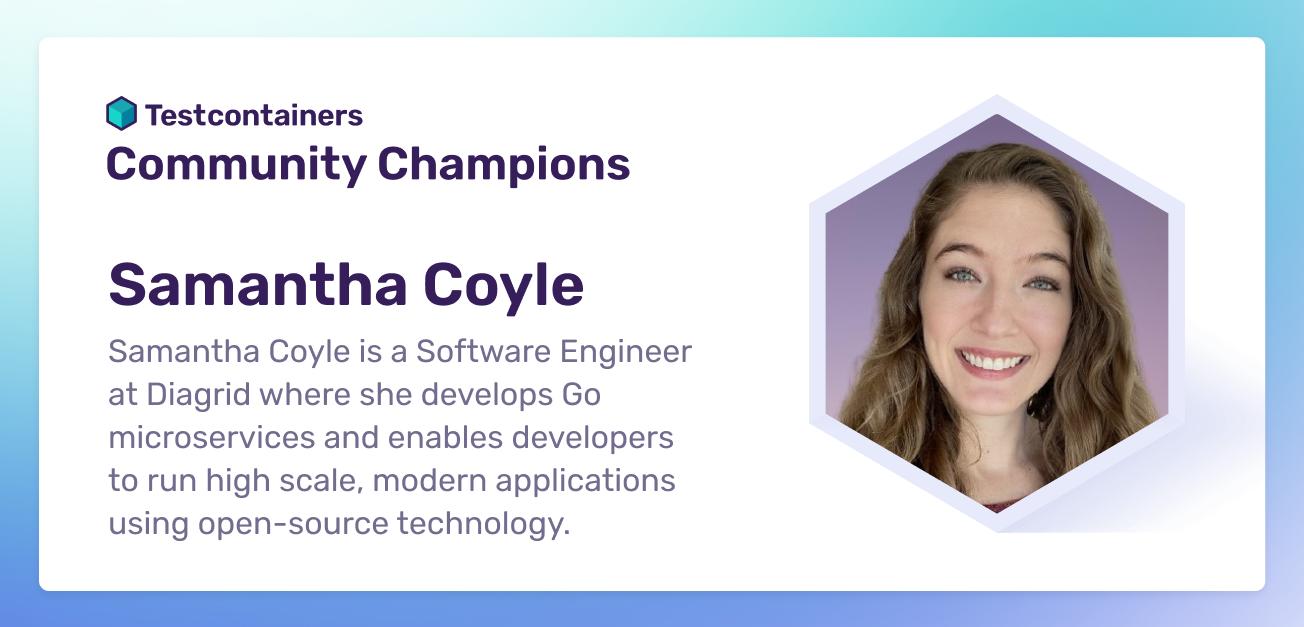 Testcontainers
Community Champions
Samantha Coyle
Samantha Coyle is a Software Engineer
at Diagrid where she develops Go
microservices and enables developers
to run high scale, modern applications
using open-source technology.